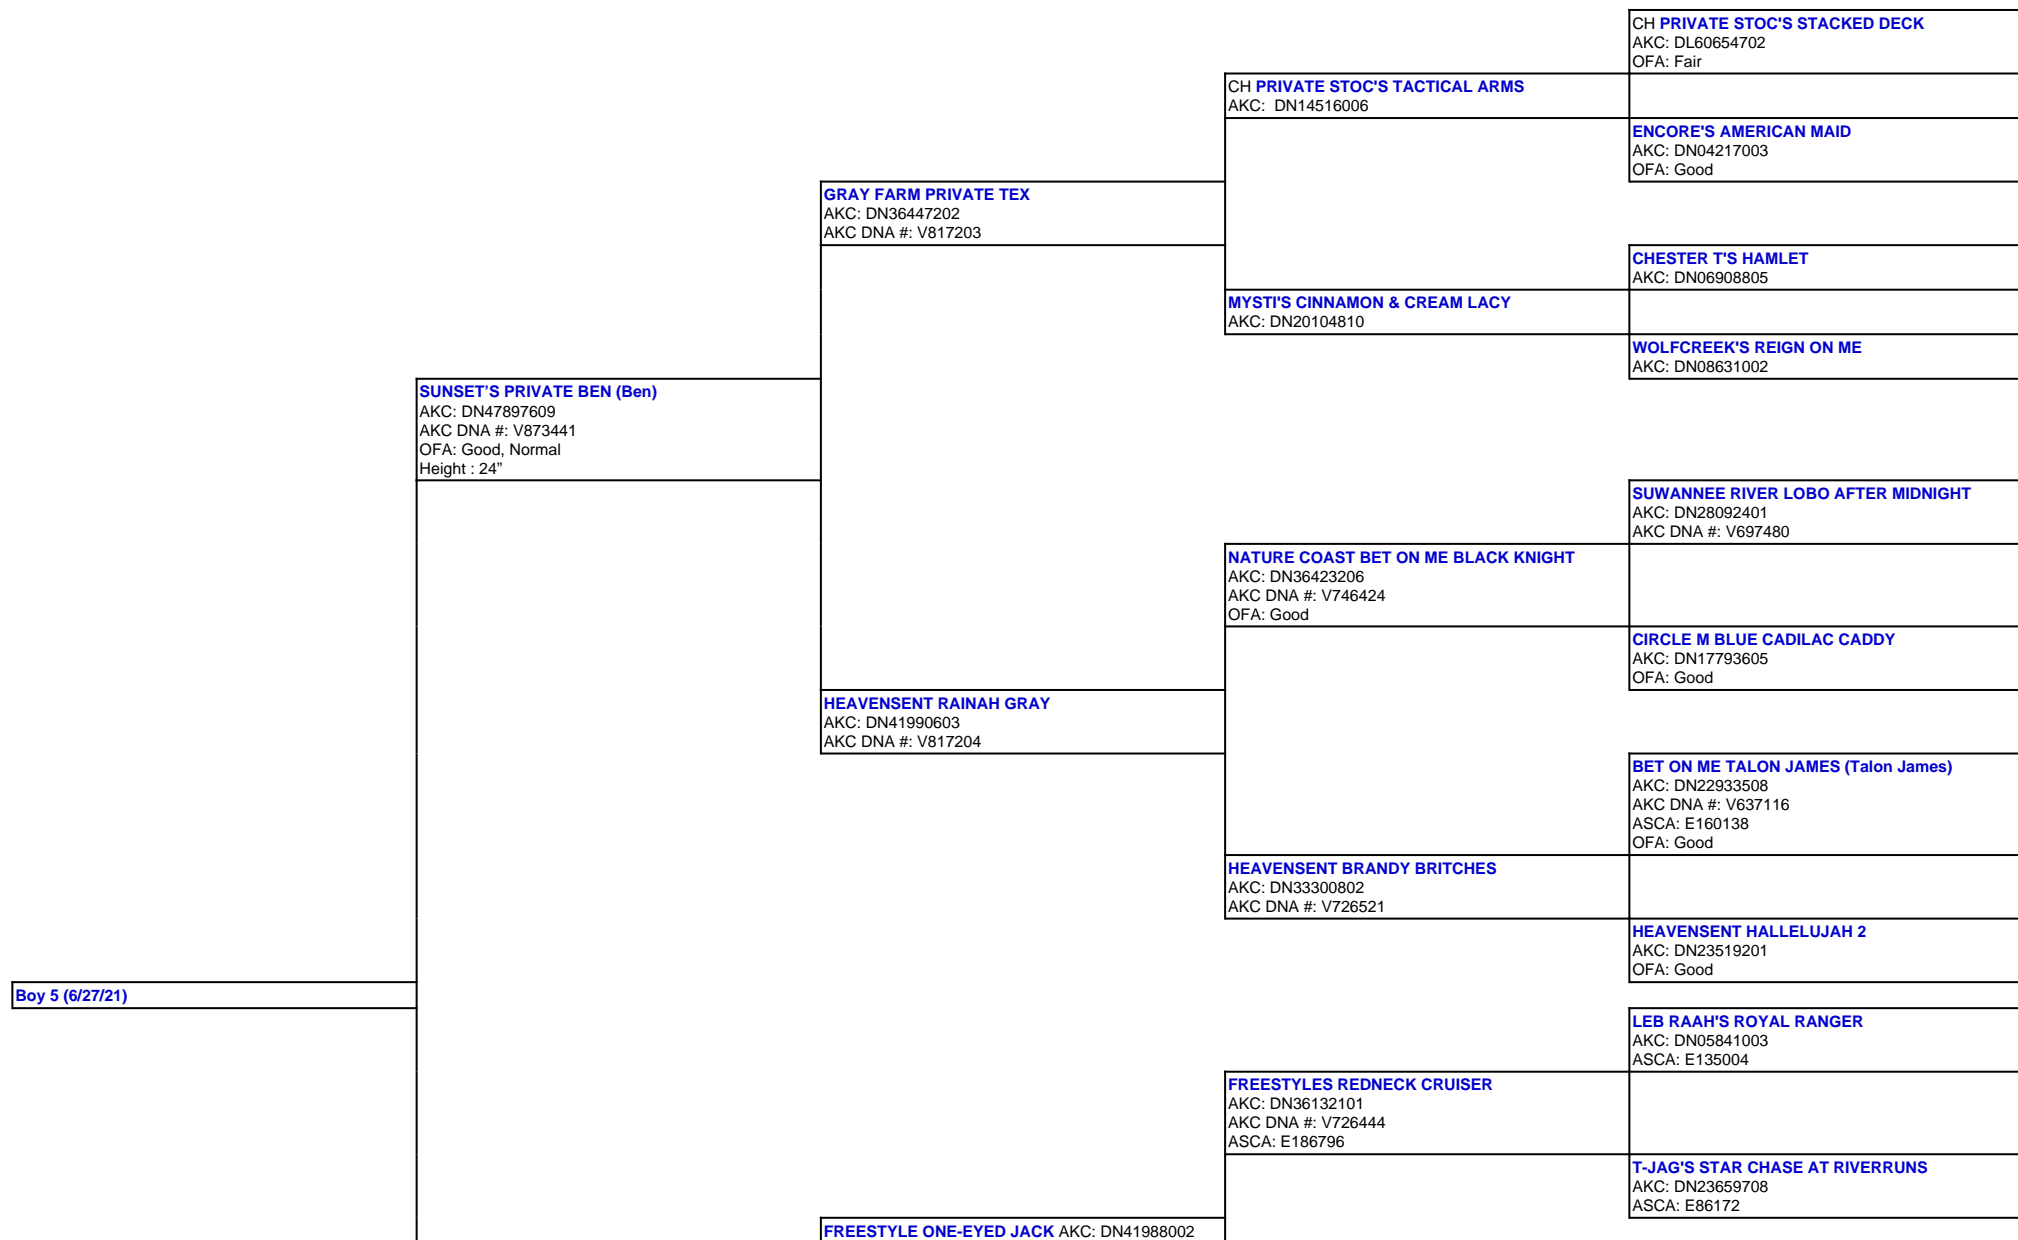 CH PRIVATE STOC'S STACKED DECK
AKC: DL60654702
OFA: Fair
CH PRIVATE STOC'S TACTICAL ARMS
AKC:  DN14516006
ENCORE'S AMERICAN MAID
AKC: DN04217003
OFA: Good
GRAY FARM PRIVATE TEX
AKC: DN36447202
AKC DNA #: V817203
CHESTER T'S HAMLET
AKC: DN06908805
MYSTI'S CINNAMON & CREAM LACY
AKC: DN20104810
WOLFCREEK'S REIGN ON ME
AKC: DN08631002
SUNSET’S PRIVATE BEN (Ben)
AKC: DN47897609
AKC DNA #: V873441
OFA: Good, Normal
Height : 24”
SUWANNEE RIVER LOBO AFTER MIDNIGHT
AKC: DN28092401
AKC DNA #: V697480
NATURE COAST BET ON ME BLACK KNIGHT
AKC: DN36423206
AKC DNA #: V746424
OFA: Good
CIRCLE M BLUE CADILAC CADDY
AKC: DN17793605
OFA: Good
HEAVENSENT RAINAH GRAY
AKC: DN41990603
AKC DNA #: V817204
BET ON ME TALON JAMES (Talon James)
AKC: DN22933508
AKC DNA #: V637116
ASCA: E160138
OFA: Good
HEAVENSENT BRANDY BRITCHES
AKC: DN33300802
AKC DNA #: V726521
HEAVENSENT HALLELUJAH 2
AKC: DN23519201
OFA: Good
Boy 5 (6/27/21)
LEB RAAH'S ROYAL RANGER
AKC: DN05841003
ASCA: E135004
FREESTYLES REDNECK CRUISER
AKC: DN36132101
AKC DNA #: V726444
ASCA: E186796
T-JAG'S STAR CHASE AT RIVERRUNS
AKC: DN23659708
ASCA: E86172
FREESTYLE ONE-EYED JACK AKC: DN41988002